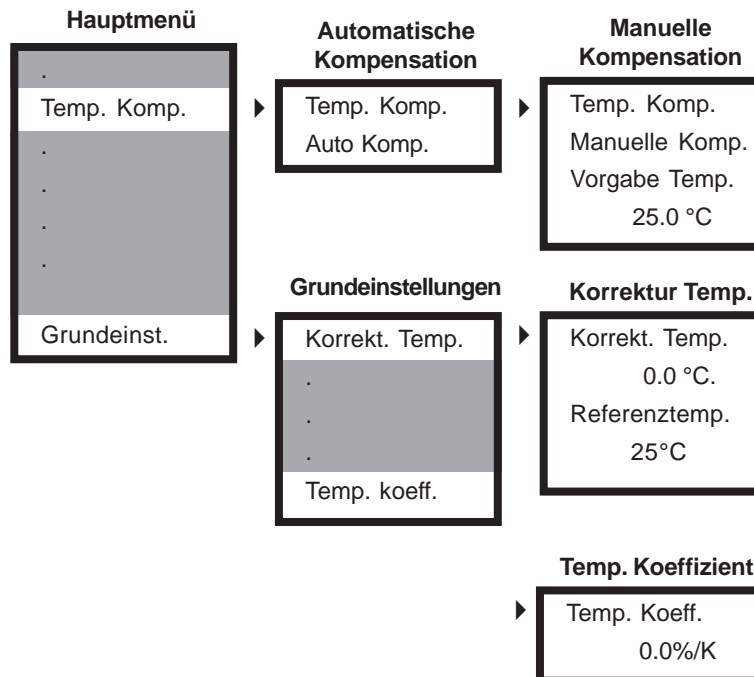 Hauptmenü
.
Temp. Komp.
.
.
.
.
Grundeinst.
Automatische
Kompensation
Temp. Komp.
Auto Komp.
Manuelle
Kompensation
Temp. Komp.
Manuelle Komp.
Vorgabe Temp.
25.0 °C
Grundeinstellungen
Korrekt. Temp.
.
.
.
Temp. koeff.
Korrektur Temp.
Korrekt. Temp.
0.0 °C.
Referenztemp.
25°C
Temp. Koeffizient
Temp. Koeff.
0.0%/K